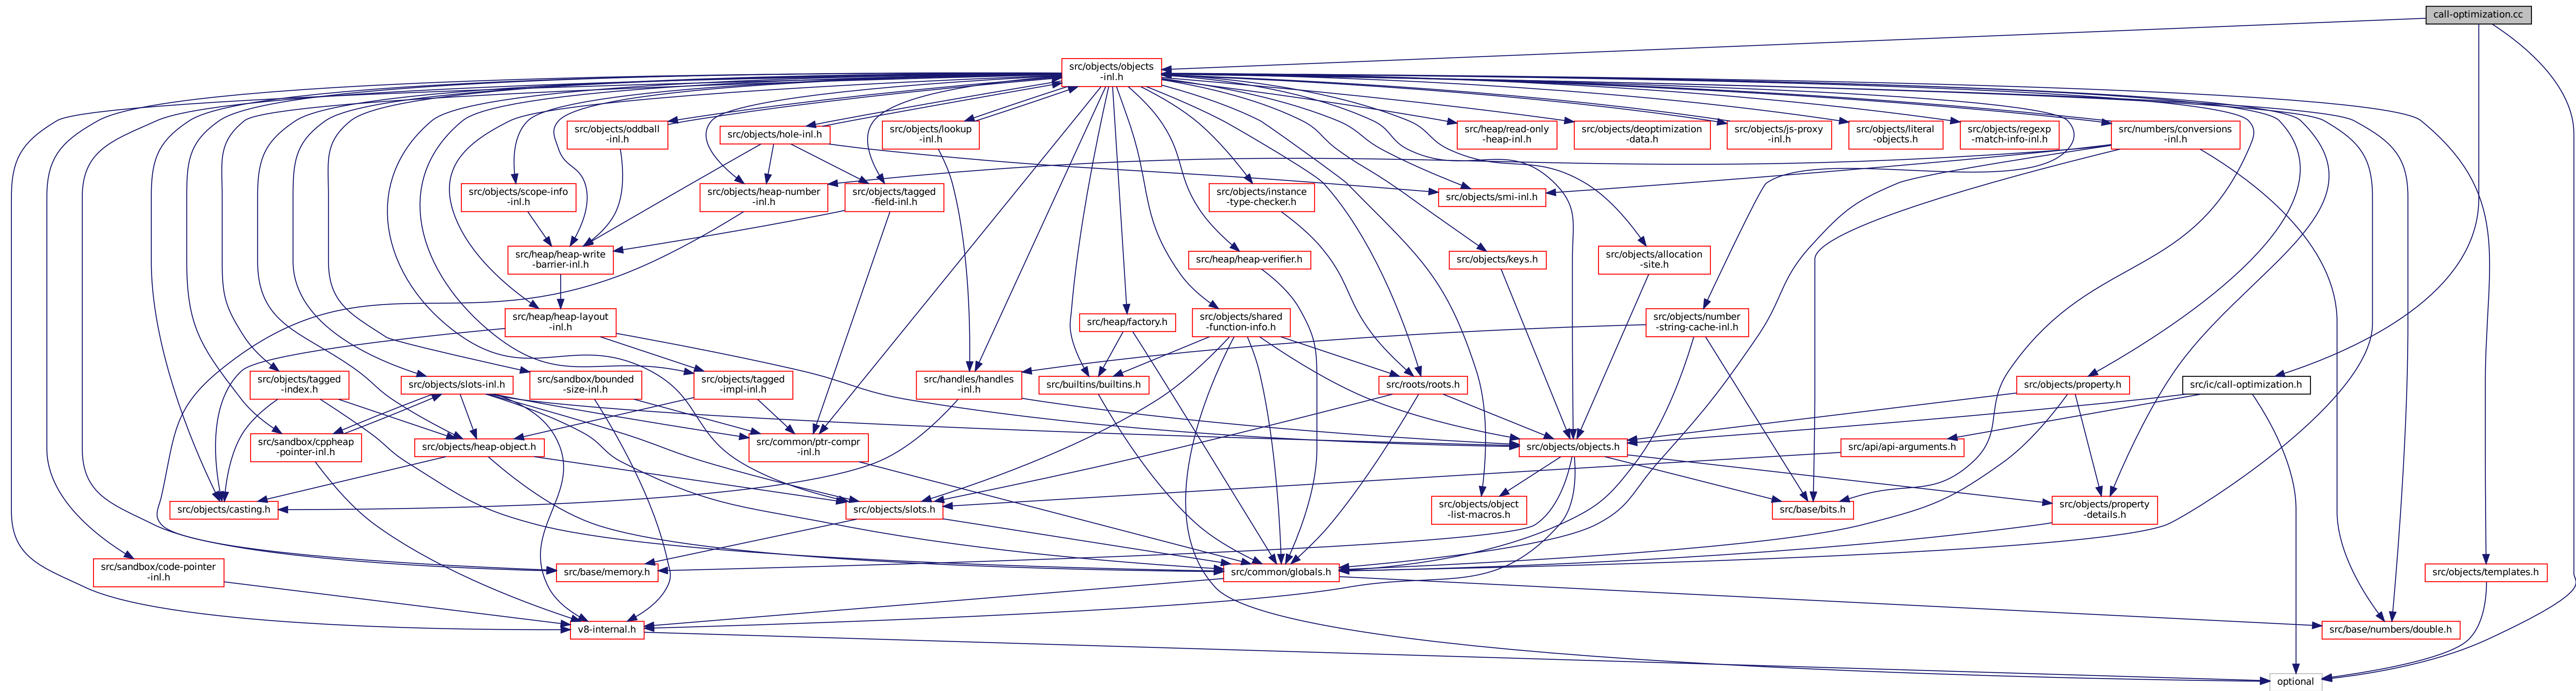 call-optimization.cc
src/objects/objects
-inl.h
src/objects/oddball
-inl.h
src/objects/hole-inl.h
src/objects/lookup
-inl.h
src/heap/read-only
-heap-inl.h
src/objects/deoptimization
-data.h
src/objects/js-proxy
-inl.h
src/objects/literal
-objects.h
src/objects/regexp
-match-info-inl.h
src/numbers/conversions
-inl.h
src/objects/scope-info
-inl.h
src/objects/heap-number
-inl.h
src/objects/tagged
-field-inl.h
src/objects/instance
-type-checker.h
src/objects/smi-inl.h
src/heap/heap-write
-barrier-inl.h
src/heap/heap-verifier.h
src/objects/keys.h
src/objects/allocation
-site.h
src/heap/heap-layout
-inl.h
src/heap/factory.h
src/objects/shared
-function-info.h
src/objects/number
-string-cache-inl.h
src/objects/tagged
-index.h
src/objects/slots-inl.h
src/sandbox/bounded
-size-inl.h
src/objects/tagged
-impl-inl.h
src/handles/handles
-inl.h
src/builtins/builtins.h
src/roots/roots.h
src/objects/property.h
src/ic/call-optimization.h
src/sandbox/cppheap
-pointer-inl.h
src/objects/heap-object.h
src/common/ptr-compr
-inl.h
src/objects/objects.h
src/api/api-arguments.h
src/objects/casting.h
src/objects/slots.h
src/objects/object
-list-macros.h
src/base/bits.h
src/objects/property
-details.h
src/sandbox/code-pointer
-inl.h
src/base/memory.h
src/common/globals.h
src/objects/templates.h
v8-internal.h
src/base/numbers/double.h
optional